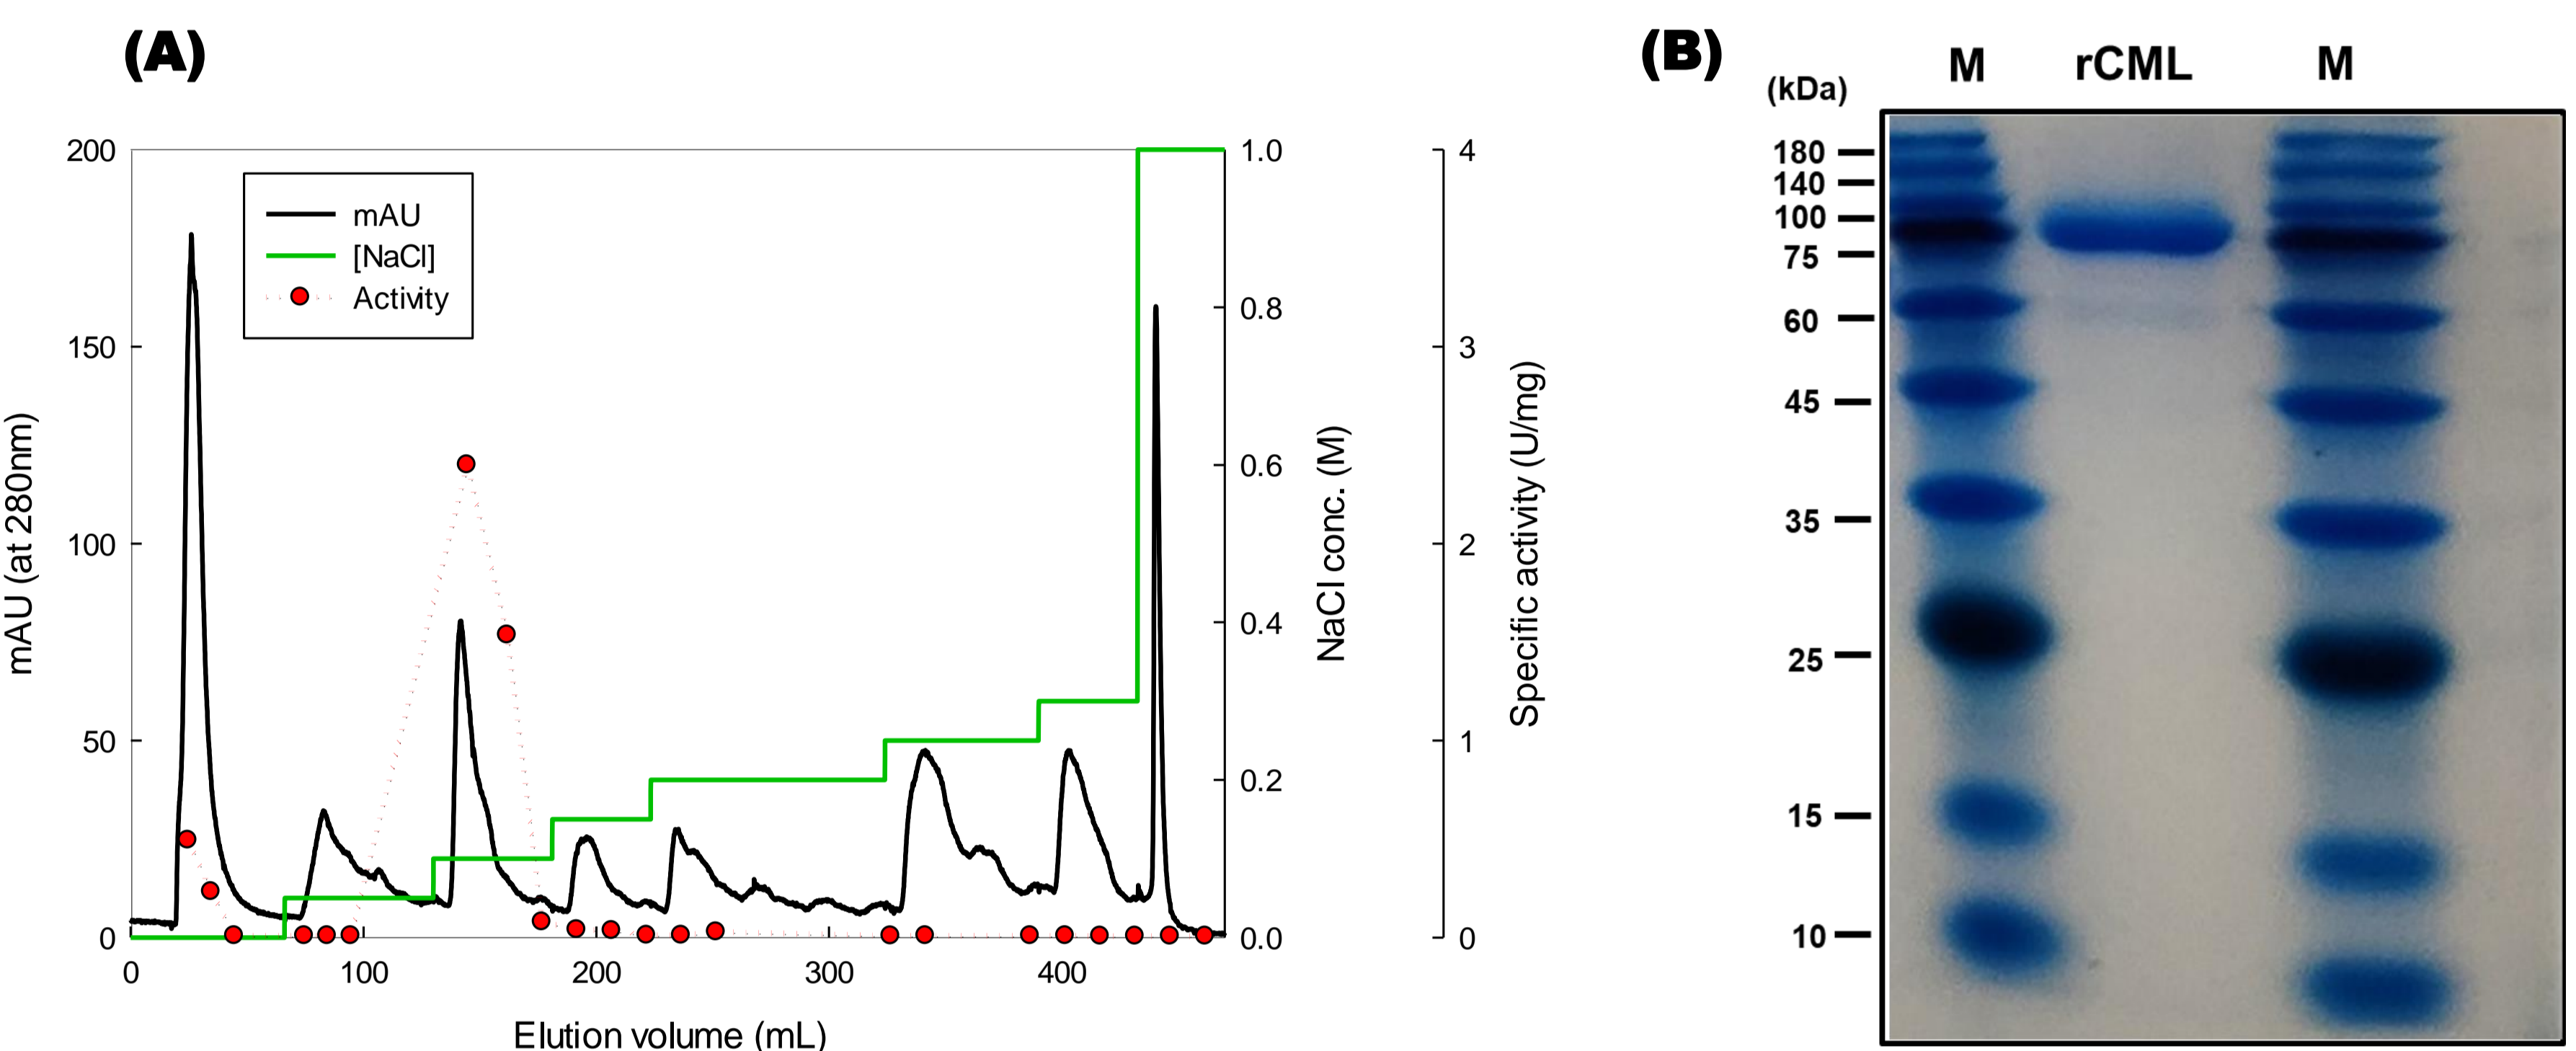 (A)
mAU
[NaCl]
Activity
200
150
100
50
0
mAU (at 280nm)
0
100
200
300
400
Elution volume (mL)
1.0
0.8
0.6
0.4
0.2
0.0
NaCl conc. (M)
4
3
2
1
0
Specific activity (U/mg)
(B)
M rCML M
(kDa)
180
140
100
75
60
45
35
25
15
10